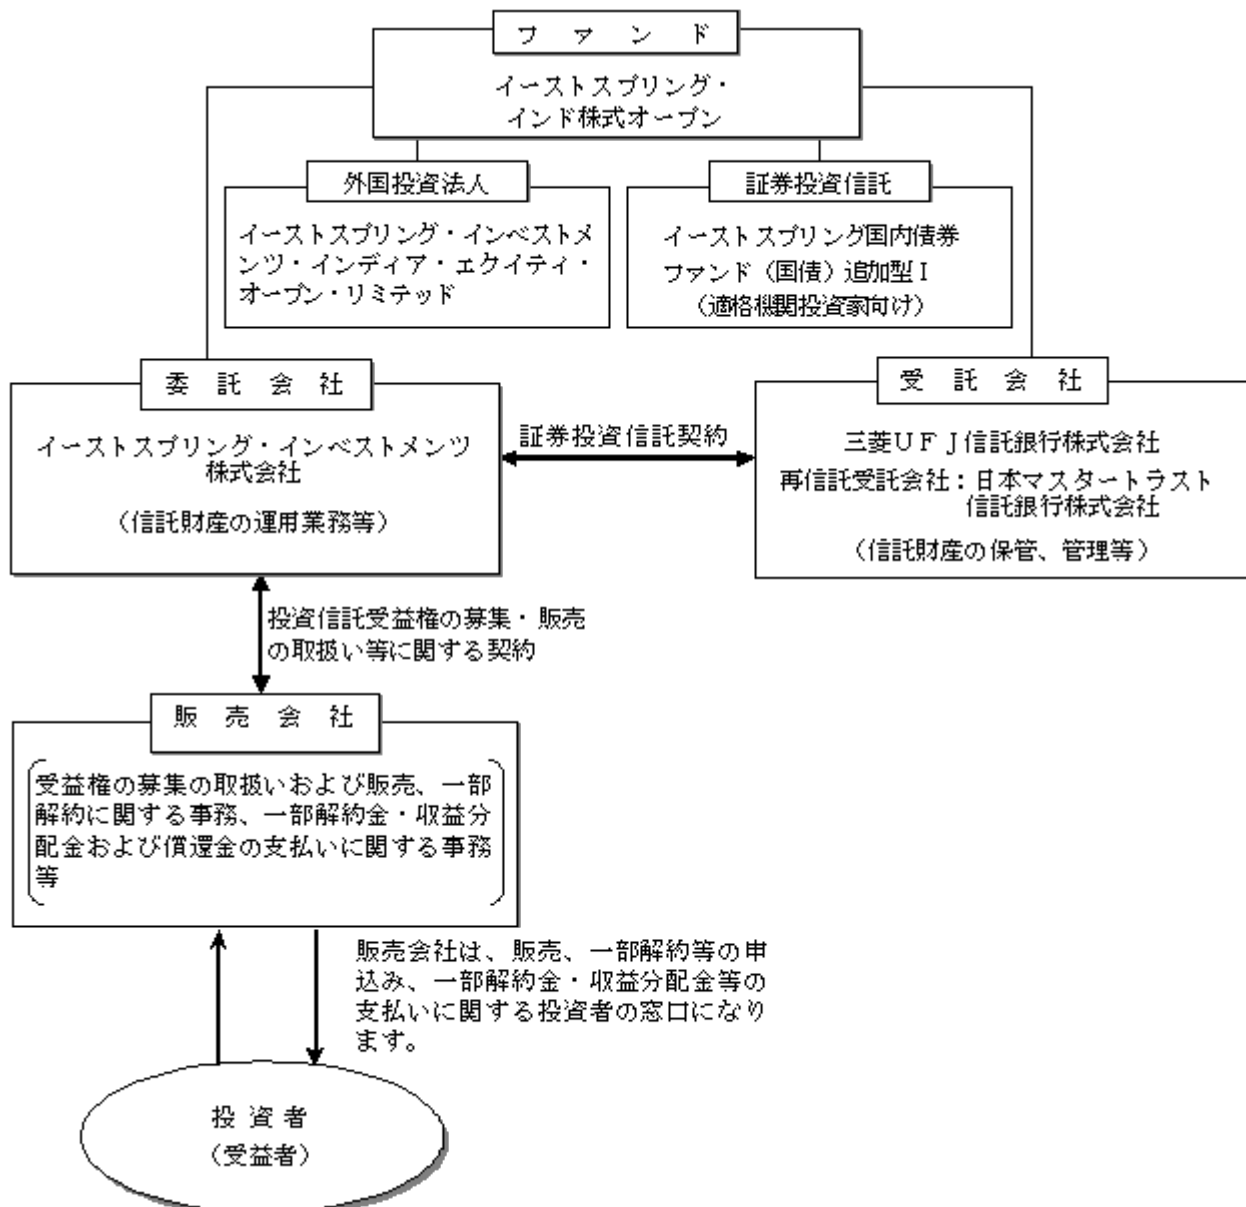 ファンド
イーストスプリング・
インド株式オープン
外国投資法人
イーストスプリング・インベストメ
ンツ・インディア・エクイティ・
オープン・リミテッド
証券投資信託
イーストスプリング国内債券
ファンド（国債）追加型Ⅰ
（適格機関投資家向け）
委託会社
イーストスプリング・インベストメンツ
株式会社
（信託財産の運用業務等）
証券投資信託契約
受託会社
三菱ＵＦＪ信託銀行株式会社
再信託受託会社：日本マスタートラスト
信託銀行株式会社
（信託財産の保管、管理等）
投資信託受益権の募集・販売
の取扱い等に関する契約
販売会社
受益権の募集の取扱いおよび販売、一部
解約に関する事務、一部解約金・収益分
配金および償還金の支払いに関する事務
等
販売会社は、販売、一部解約等の申
込み、一部解約金・収益分配金等の
支払いに関する投資者の窓口になり
ます。
投資者
（受益者）